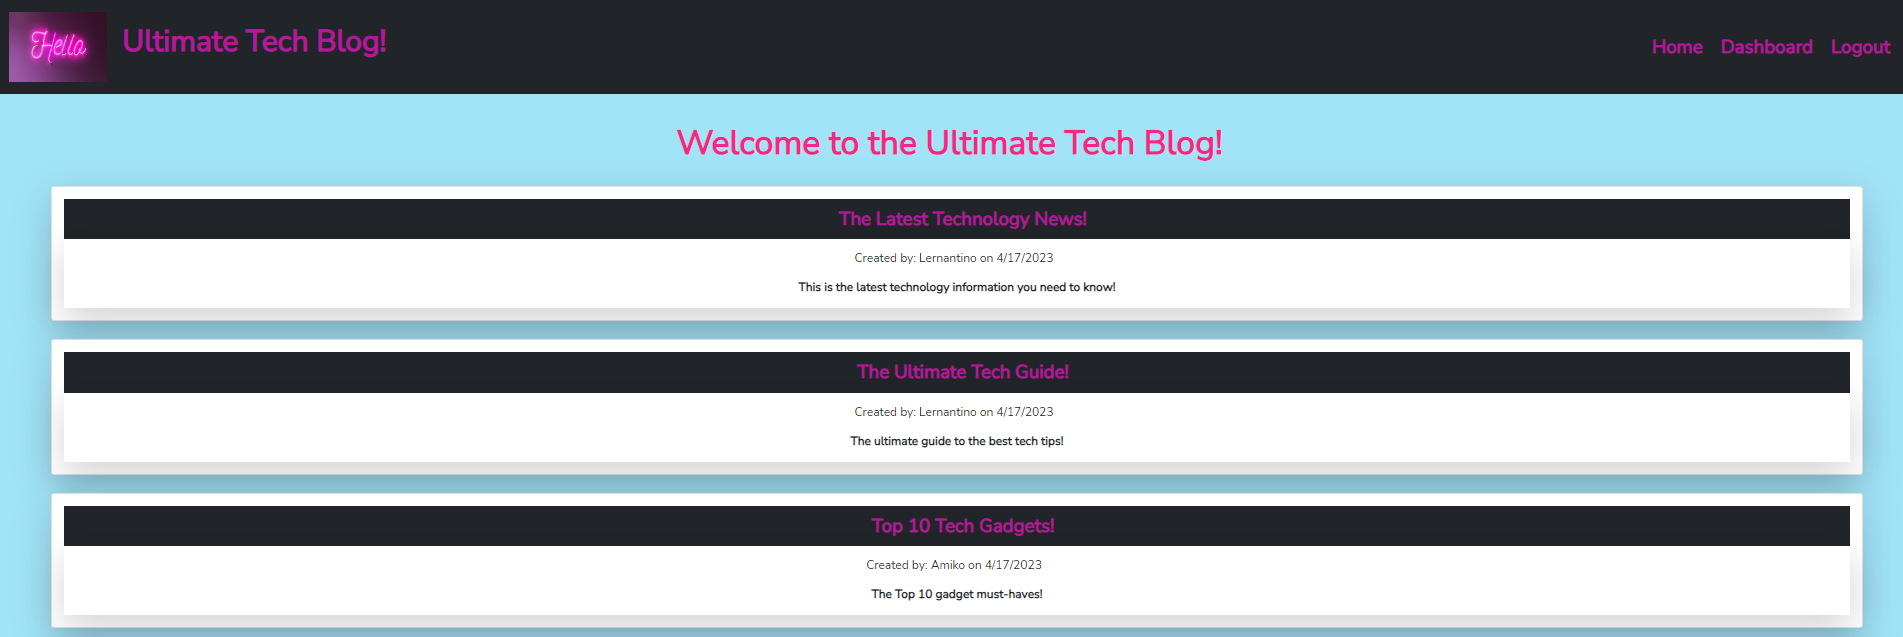 Hello
Ultimate Tech Blog!
Home Dashboard Logout
Welcome to the Ultimate Tech Blog!
The Latest Technology News!
Created by: Lernantino on 4/17/2023
This is the latest technology information you need to know!
The Ultimate Tech Guide!
Created by: Lernantino on 4/17/2023
The ultimate guide to the best tech tips!
Top 10 Tech Gadgets!
Created by: Amiko on 4/17/2023
The Top 10 gadget must-haves!